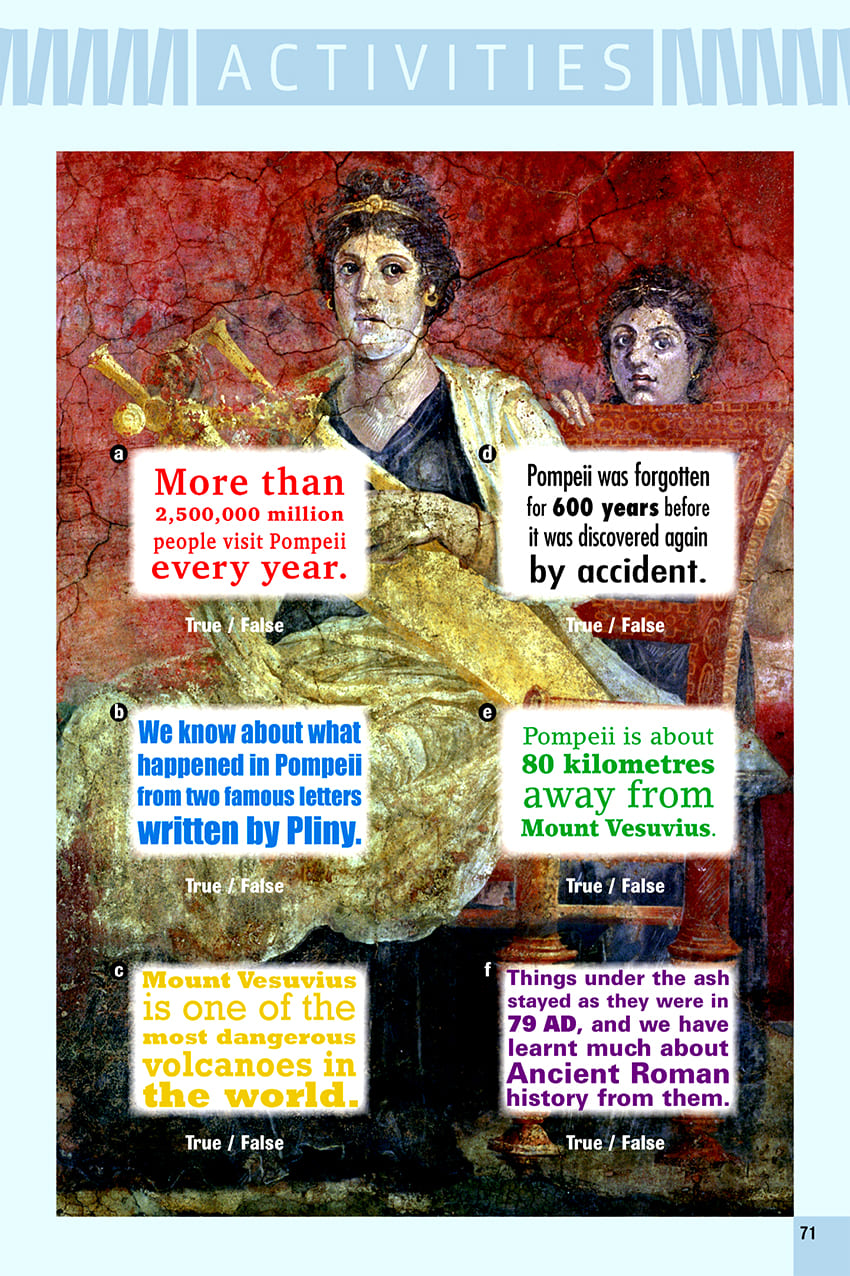 ACTIVITIES
a
More than
2,500,000 million
people visit Pompeii
every year.
True / False
b
We know about what
happened in Pompeii
from two famous letters
written by Pliny.
True / False
c
Mount Vesuvius
is one of the
most dangerous
volcanoes in
the world.
True / False
d
Pompeii was forgotten
for 600 years before
it was discovered again
by accident.
True / False
e
Pompeii is about
80 kilometres
away from
Mount Vesuvius.
True / False
f
Things under the ash
stayed as they were in
79 AD, and we have
learnt much about
Ancient Roman
history from them.
True / False
71